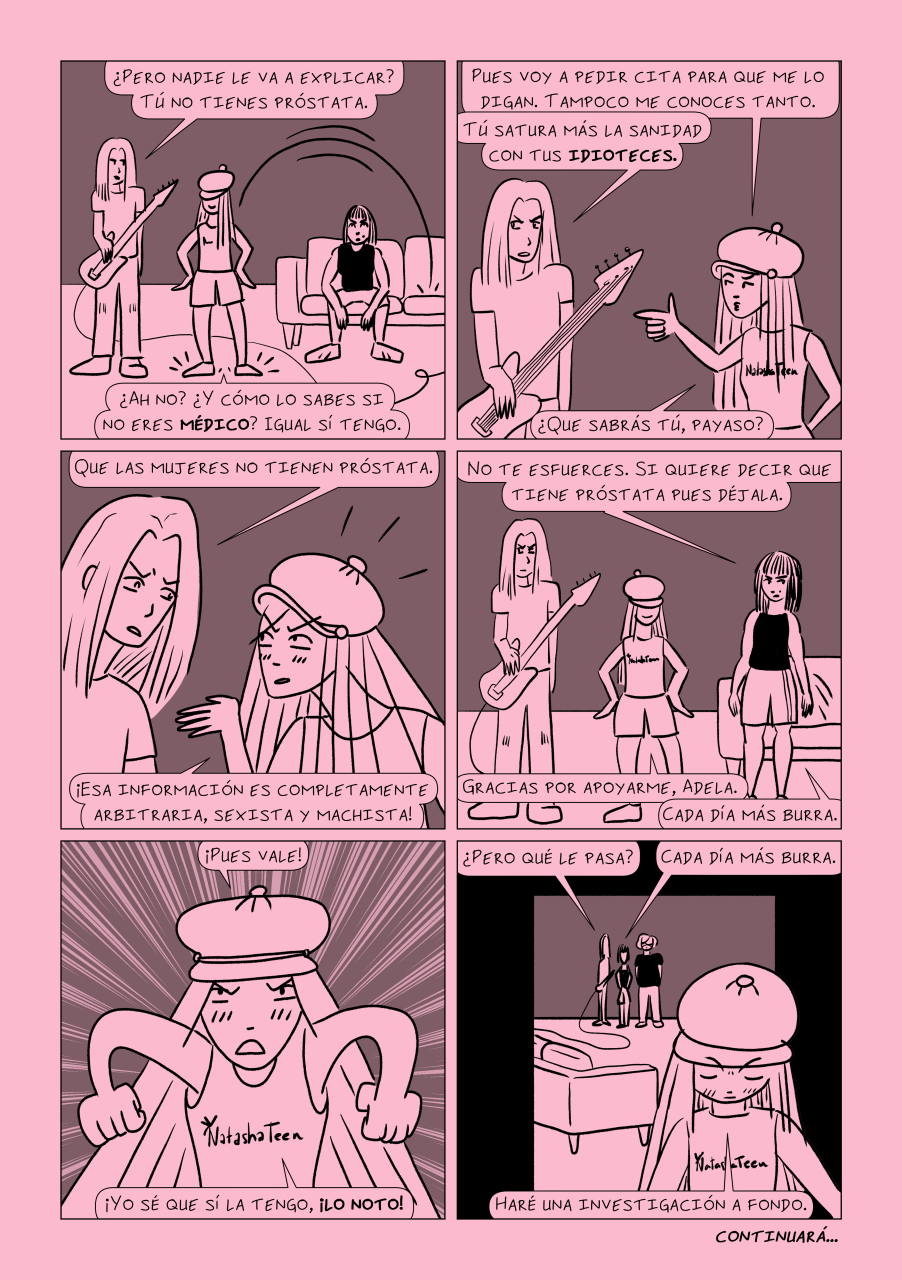 ¿Pero nadie le va a explicar?
Tú no tienes próstata.
¿Ah no? ¿Y cómo lo sabes si
no eres médico? Igual sí tengo.
Pues voy a pedir cita para que me lo
digan. Tampoco me conoces tanto.
Tú satura más la sanidad
con tus idioteces.
NatashaTeen
¿Que sabrás tú, payaso?
Que las mujeres no tienen próstata.
¡Esa información es completamente
arbitraria, sexista y machista!
No te esfuerces. Si quiere decir que
tiene próstata pues déjala.
NatashaTeen
Gracias por apoyarme, Adela.
Cada día más burra.
¡Pues vale!
NatashaTeen
¡Yo sé que sí la tengo, ¡lo noto!
¿Pero qué le pasa?
Cada día más burra.
NatashaTeen
Haré una investigación a fondo.
Continuará...